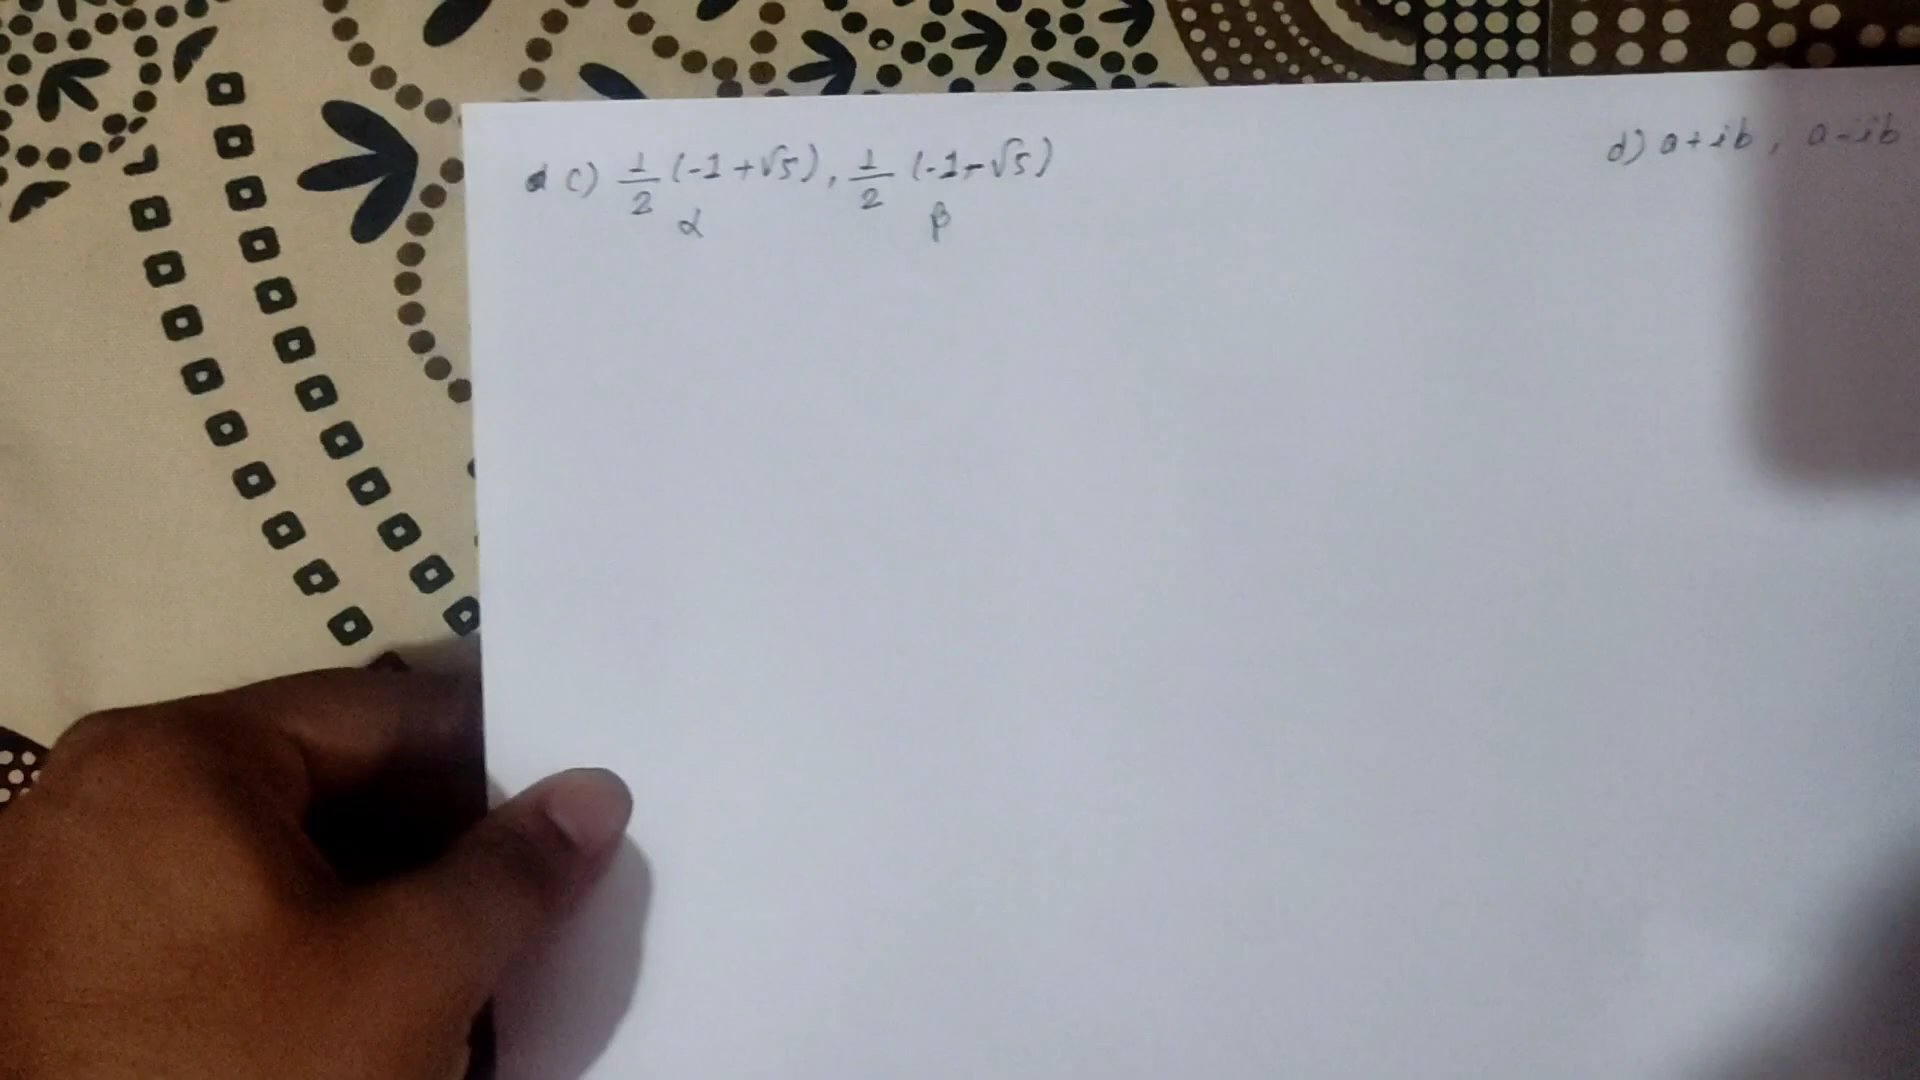 c) 1/2 (-1+√5), 1/2 (-1-√5)
α β
d) a+ib, a-ib